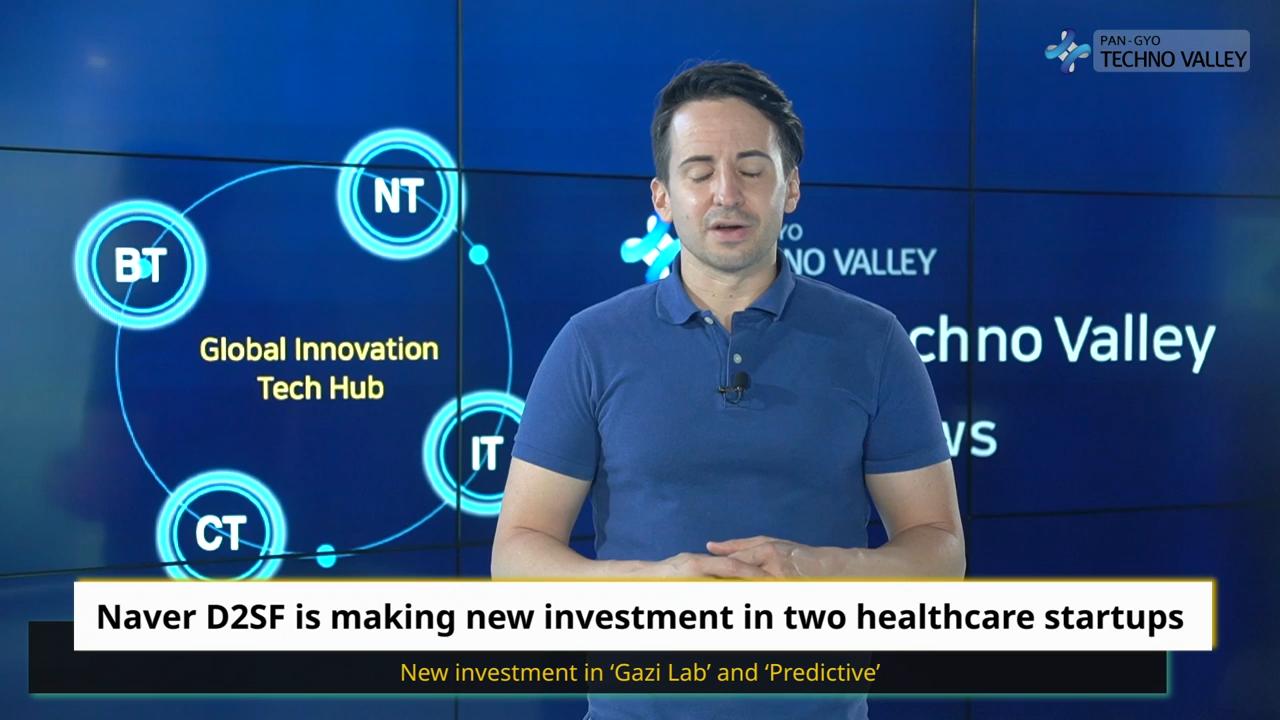 PAN-GYO
TECHNO VALLEY
NT
BT
YO
NO VALLEY
Global Innovation
Tech Hub
chno Valley
IT
ws
CT
Naver D2SF is making new investment in two healthcare startups
New investment in ‘Gazi Lab’ and ‘Predictive’